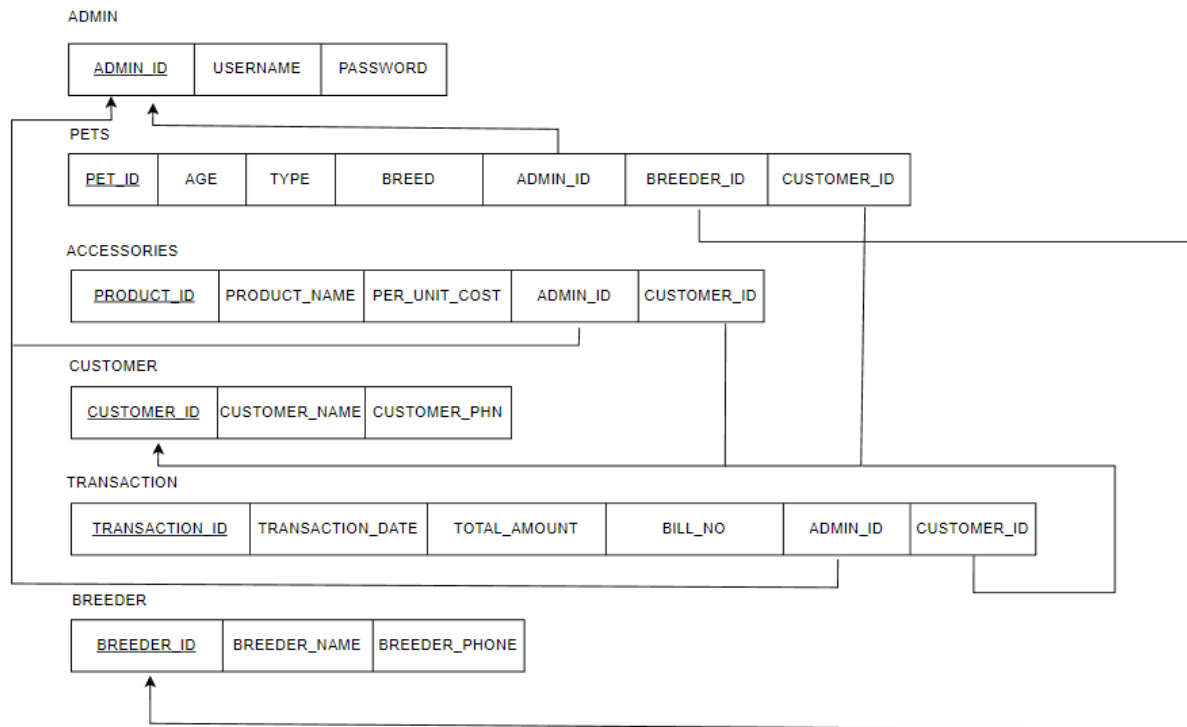 ADMIN
ADMIN_ID USERNAME PASSWORD
PETS
PET_ID AGE TYPE BREED ADMIN_ID BREEDER_ID CUSTOMER_ID
ACCESSORIES
PRODUCT_ID PRODUCT_NAME PER_UNIT_COST ADMIN_ID CUSTOMER_ID
CUSTOMER
CUSTOMER_ID CUSTOMER_NAME CUSTOMER_PHN
TRANSACTION
TRANSACTION_ID TRANSACTION_DATE TOTAL_AMOUNT BILL_NO ADMIN_ID CUSTOMER_ID
BREEDER
BREEDER_ID BREEDER_NAME BREEDER_PHONE